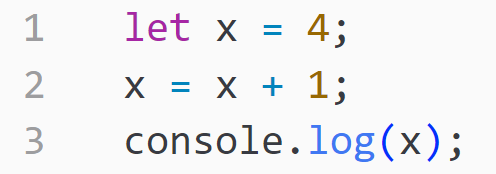 1 let x = 4;
2 x = x + 1;
3 console.log(x);